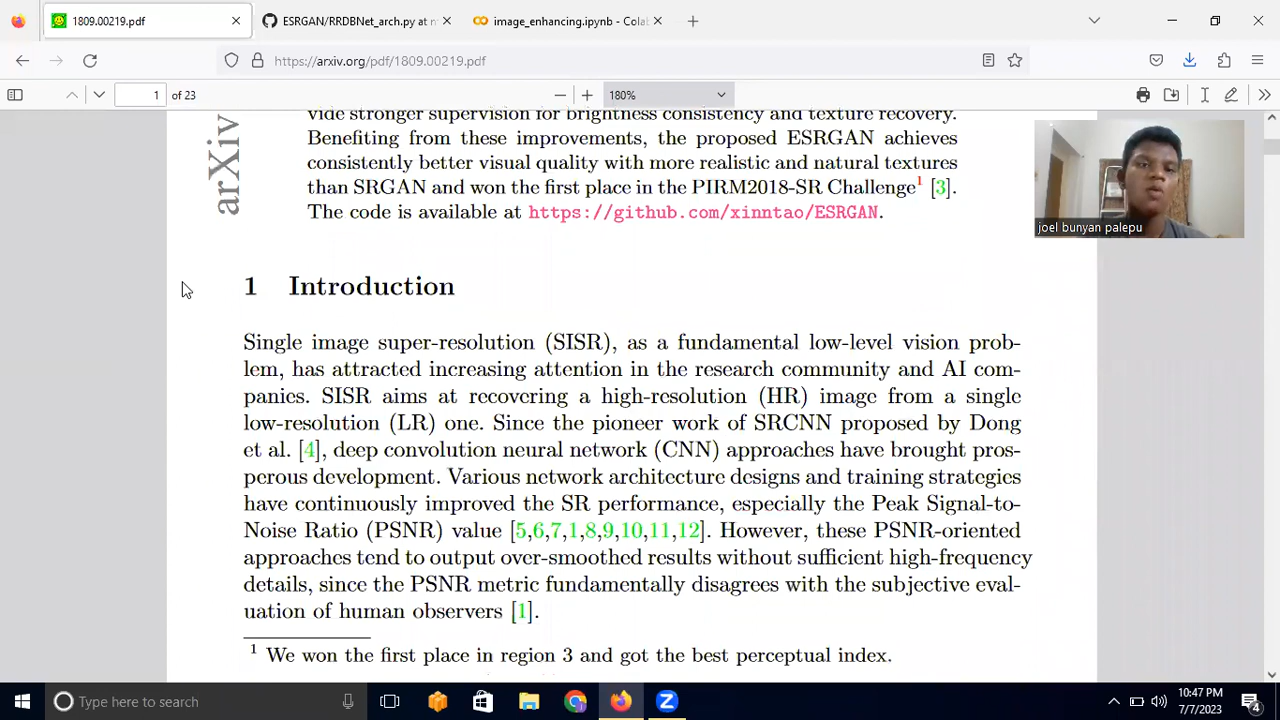 1809.00219.pdf
ESRGAN/RRDBNet_arch.py at m
image_enhancing.ipynb - Colab
https://arxiv.org/pdf/1809.00219.pdf
1 of 23
180%
arXiv
vide stronger supervision for brightness consistency and texture recovery.
Benefiting from these improvements, the proposed ESRGAN achieves
consistently better visual quality with more realistic and natural textures
than SRGAN and won the first place in the PIRM2018-SR Challenge1 [3].
The code is available at https://github.com/xinntao/ESRGAN.
joel bunyan palepu
1 Introduction
Single image super-resolution (SISR), as a fundamental low-level vision prob-
lem, has attracted increasing attention in the research community and AI com-
panies. SISR aims at recovering a high-resolution (HR) image from a single
low-resolution (LR) one. Since the pioneer work of SRCNN proposed by Dong
et al. [4], deep convolution neural network (CNN) approaches have brought pros-
perous development. Various network architecture designs and training strategies
have continuously improved the SR performance, especially the Peak Signal-to-
Noise Ratio (PSNR) value [5,6,7,1,8,9,10,11,12]. However, these PSNR-oriented
approaches tend to output over-smoothed results without sufficient high-frequency
details, since the PSNR metric fundamentally disagrees with the subjective eval-
uation of human observers [1].
1 We won the first place in region 3 and got the best perceptual index.
Type here to search
10:47 PM
7/7/2023
4